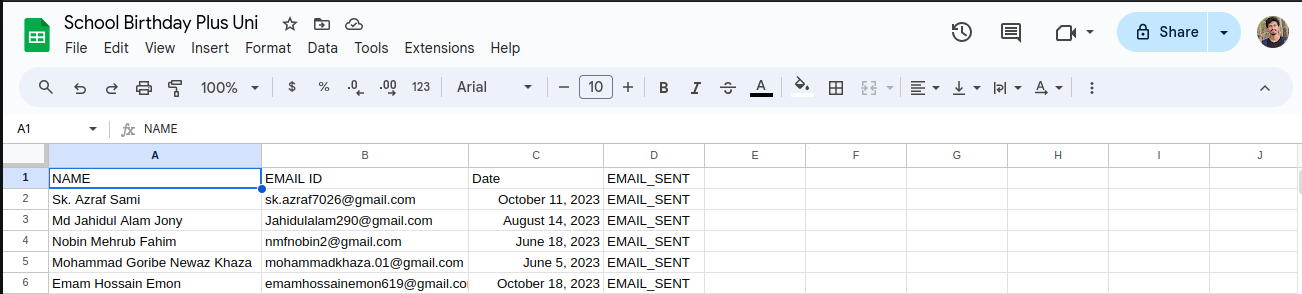 School Birthday Plus Uni
File Edit View Insert Format Data Tools Extensions Help
Share
100% $ % .0 .00 123 Arial 10 B I A A
A1 fx NAME
A B C D E F G H I J
1 NAME EMAIL ID Date EMAIL_SENT
2 Sk. Azraf Sami sk.azraf7026@gmail.com October 11, 2023 EMAIL_SENT
3 Md Jahidul Alam Jony Jahidulalam290@gmail.com August 14, 2023 EMAIL_SENT
4 Nobin Mehrub Fahim nmfnobin2@gmail.com June 18, 2023 EMAIL_SENT
5 Mohammad Goribe Newaz Khaza mohammadkhaza.01@gmail.com June 5, 2023 EMAIL_SENT
6 Emam Hossain Emon emamhossainemon619@gmail.co October 18, 2023 EMAIL_SENT